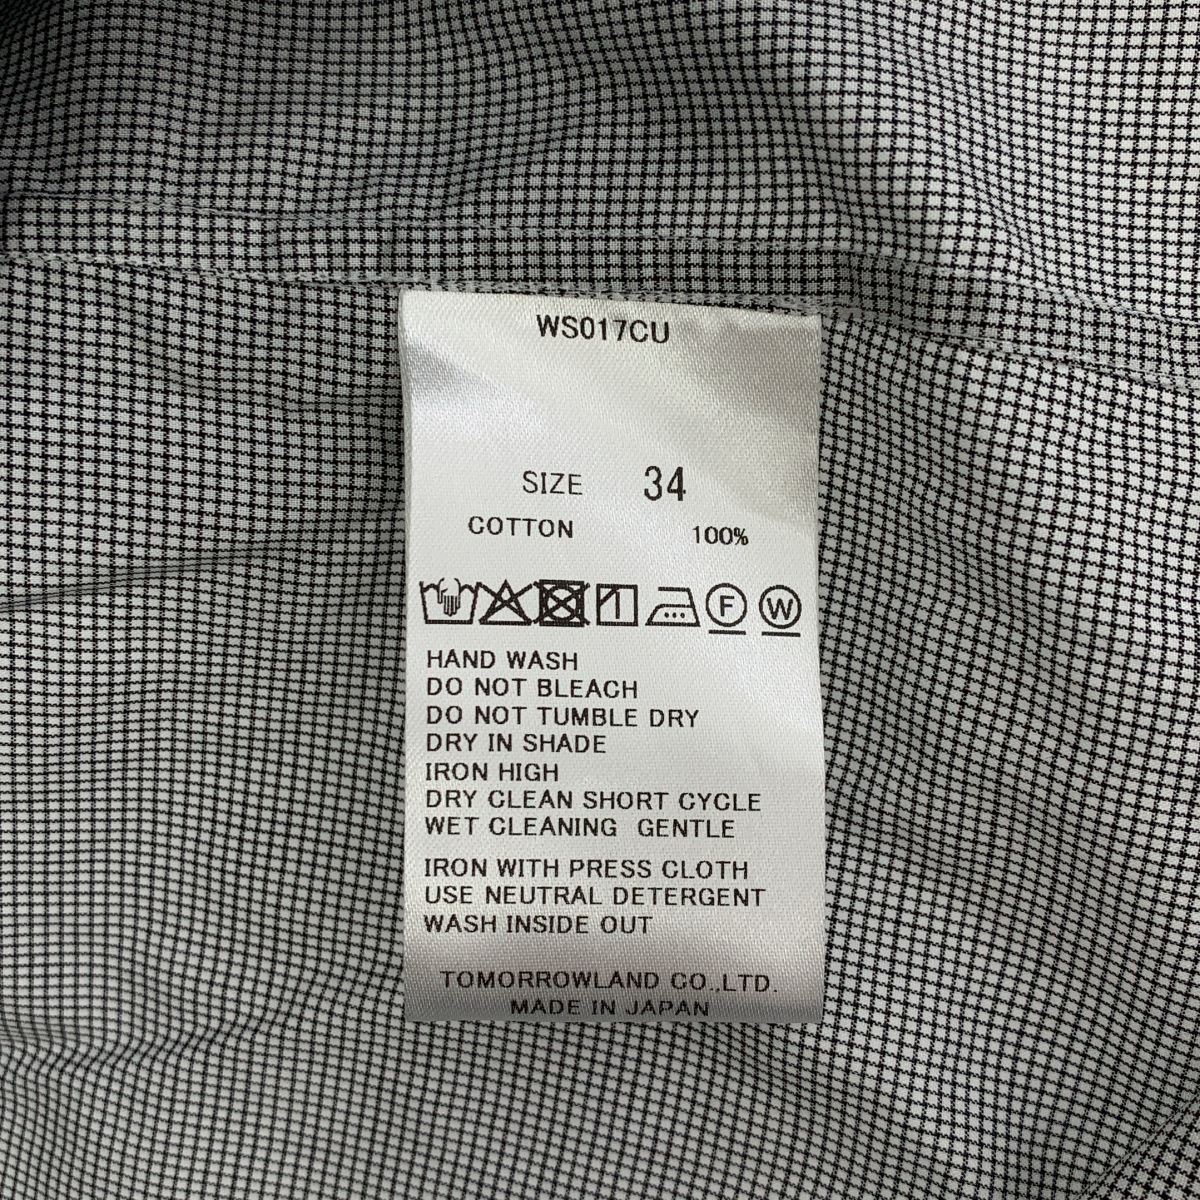 WS017CU
SIZE 34
COTTON 100%
F W
HAND WASH
DO NOT BLEACH
DO NOT TUMBLE DRY
DRY IN SHADE
IRON HIGH
DRY CLEAN SHORT CYCLE
WET CLEANING GENTLE
IRON WITH PRESS CLOTH
USE NEUTRAL DETERGENT
WASH INSIDE OUT
TOMORROWLAND CO.,LTD.
MADE IN JAPAN